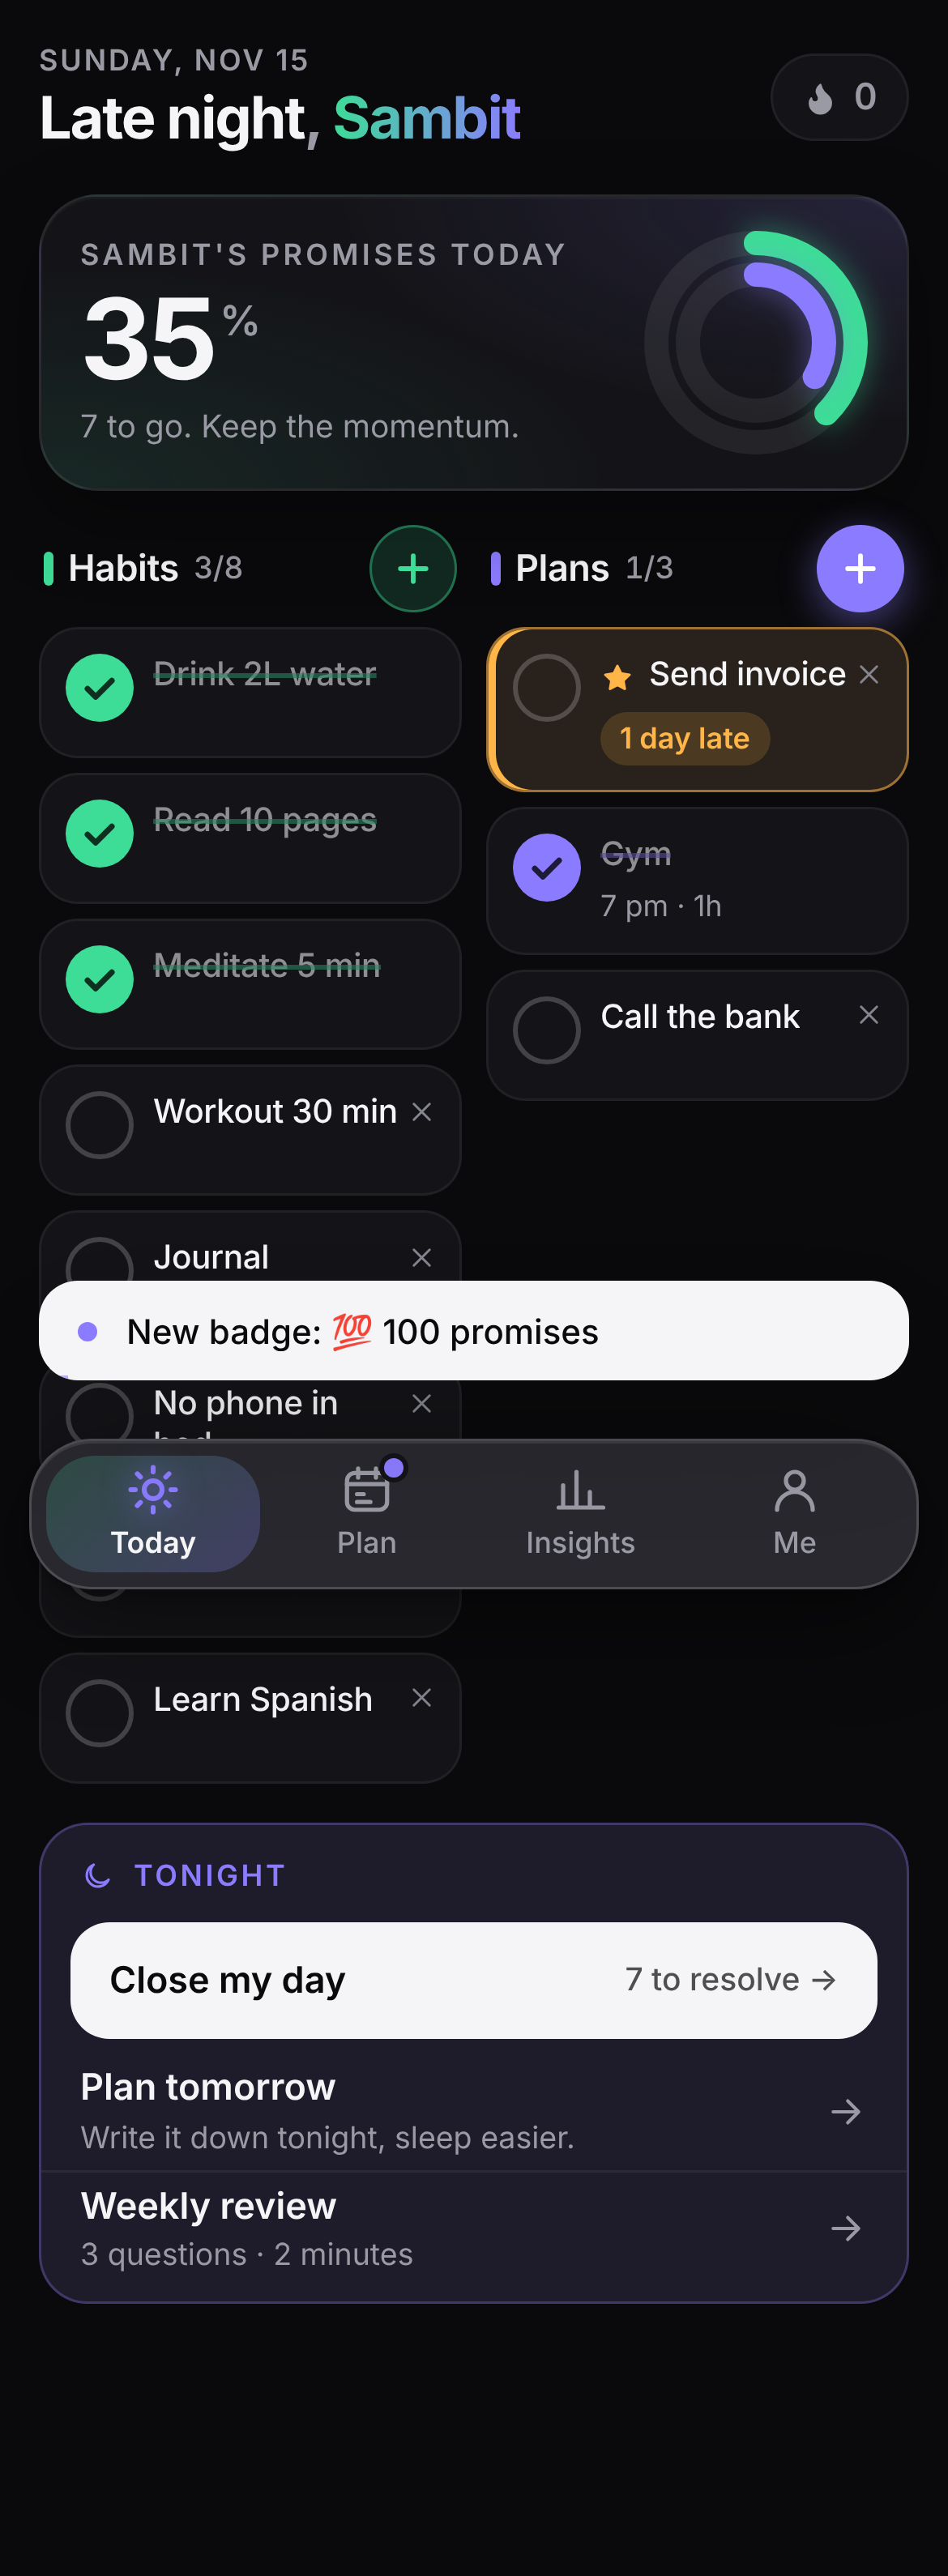 SUNDAY, NOV 15
Late night, Sambit
0
SAMBIT'S PROMISES TODAY
35%
7 to go. Keep the momentum.
Habits 3/8
Drink 2L water
Read 10 pages
Meditate 5 min
Workout 30 min
Journal
No phone in
Learn Spanish
Plans 1/3
Send invoice
1 day late
Gym
7 pm · 1h
Call the bank
New badge: 💯 100 promises
Today
Plan
Insights
Me
TONIGHT
Close my day
7 to resolve →
Plan tomorrow
Write it down tonight, sleep easier.
Weekly review
3 questions · 2 minutes